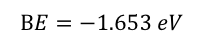 BE = −1.653 eV